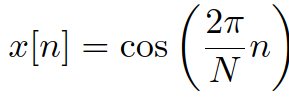 x[n] = cos(2π/N n)